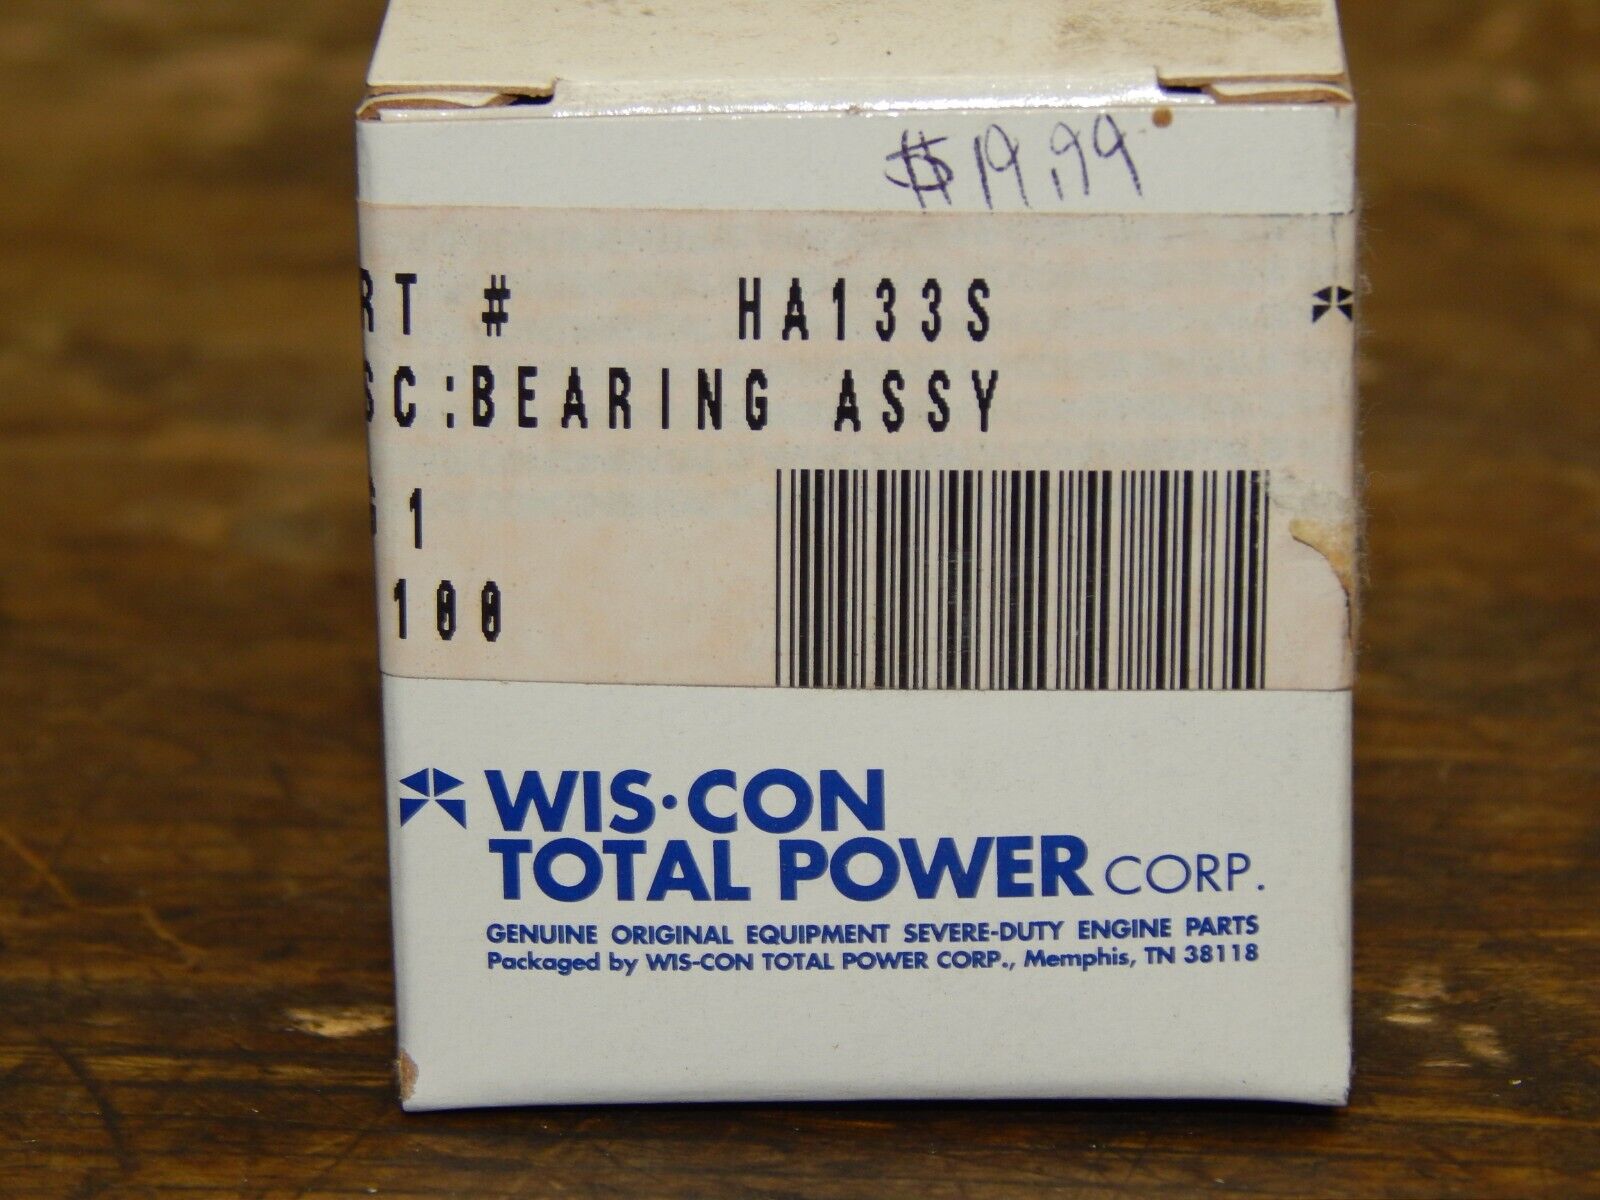 $19.99
RT # HA133S
SC:BEARING ASSY
1
100
WIS·CON
TOTAL POWER CORP.
GENUINE ORIGINAL EQUIPMENT SEVERE-DUTY ENGINE PARTS
Packaged by WIS-CON TOTAL POWER CORP., Memphis, TN 38118